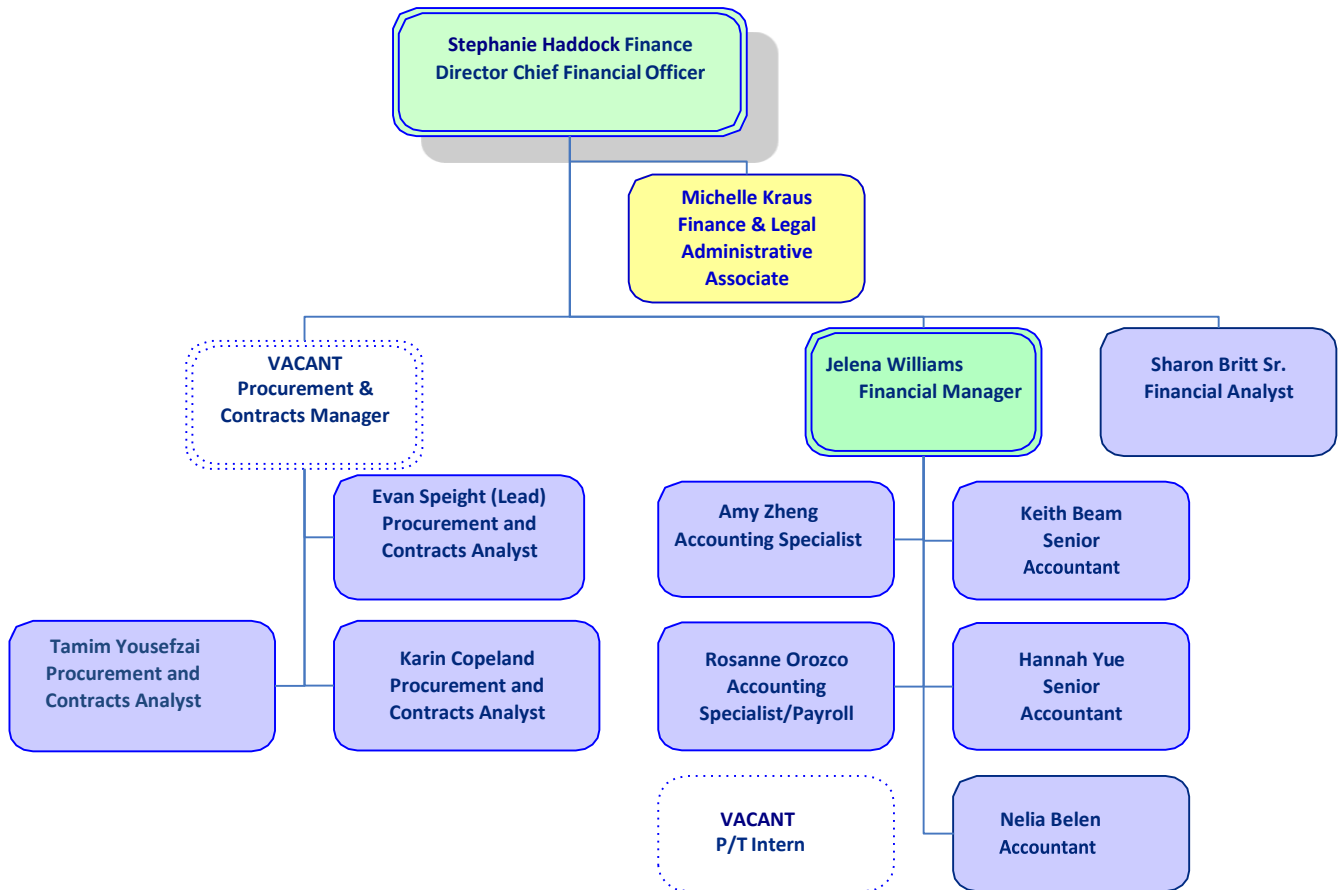 Stephanie Haddock Finance
Director Chief Financial Officer
Michelle Kraus
Finance & Legal
Administrative
Associate
VACANT
Procurement &
Contracts Manager
Jelena Williams
Financial Manager
Sharon Britt Sr.
Financial Analyst
Evan Speight (Lead)
Procurement and
Contracts Analyst
Amy Zheng
Accounting Specialist
Keith Beam
Senior
Accountant
Tamim Yousefzai
Procurement and
Contracts Analyst
Karin Copeland
Procurement and
Contracts Analyst
Rosanne Orozco
Accounting
Specialist/Payroll
Hannah Yue
Senior
Accountant
VACANT
P/T Intern
Nelia Belen
Accountant